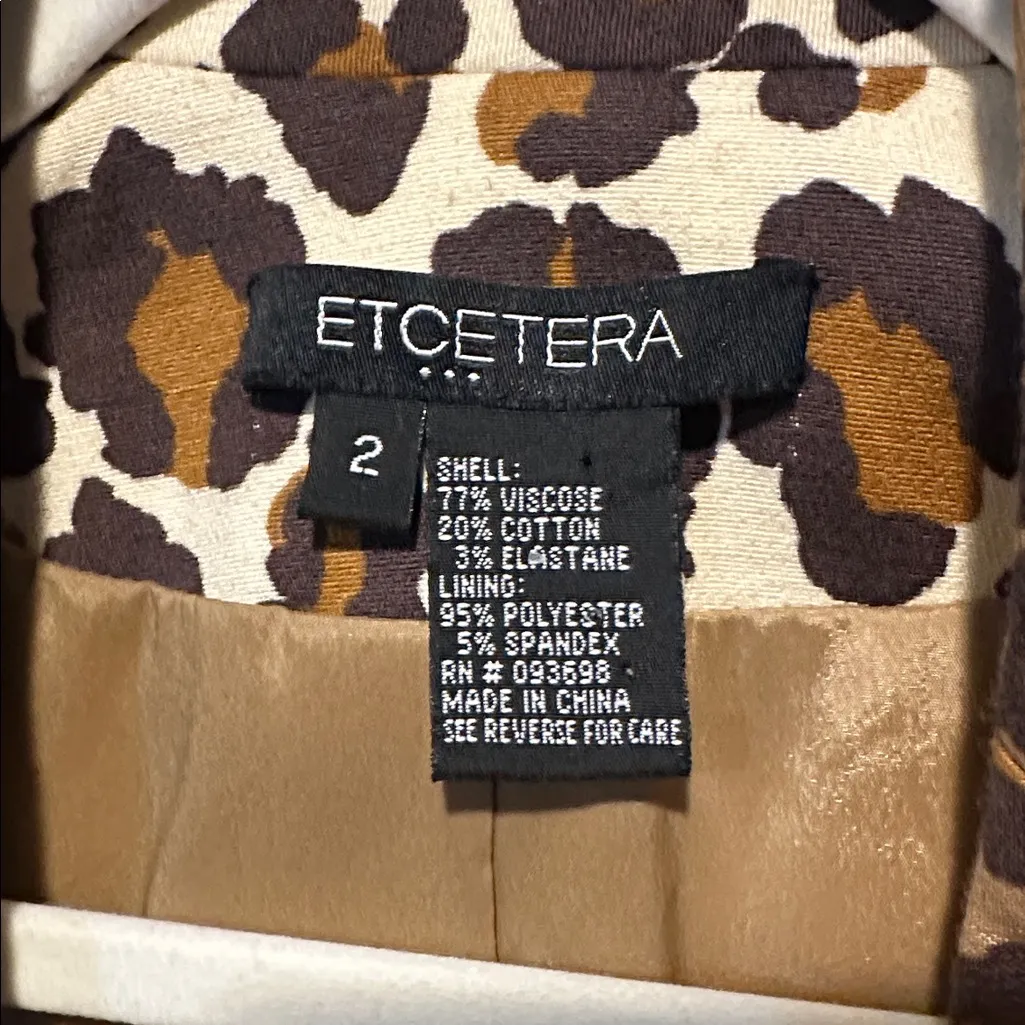 ETCETERA
...
2
SHELL:
77% VISCOSE
20% COTTON
3% ELASTANE
LINING:
95% POLYESTER
5% SPANDEX
RN # 093698
MADE IN CHINA
SEE REVERSE FOR CARE